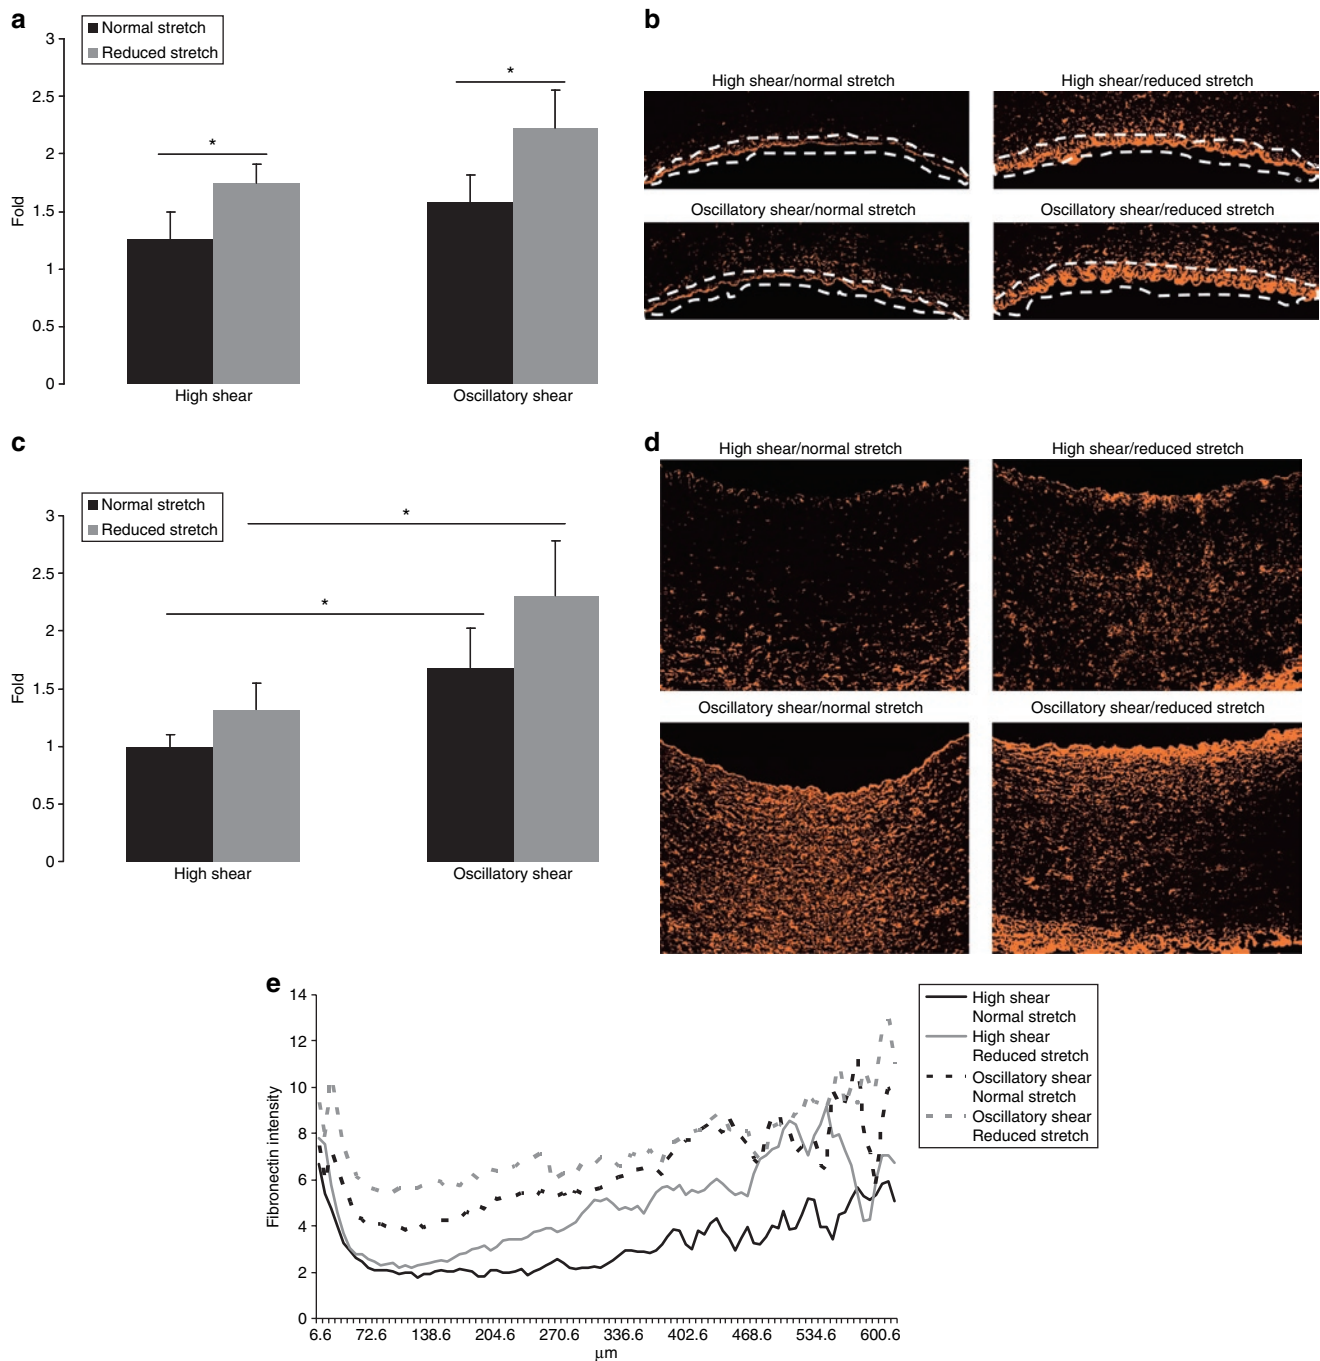 a
Normal stretch
Reduced stretch
3
2.5
2
1.5
1
0.5
0
Fold
*
*
High shear
Oscillatory shear
b
High shear/normal stretch
High shear/reduced stretch
Oscillatory shear/normal stretch
Oscillatory shear/reduced stretch
c
Normal stretch
Reduced stretch
3
2.5
2
1.5
1
0.5
0
Fold
*
*
High shear
Oscillatory shear
d
High shear/normal stretch
High shear/reduced stretch
Oscillatory shear/normal stretch
Oscillatory shear/reduced stretch
e
14
12
10
8
6
4
2
0
Fibronectin intensity
6.6 72.6 138.6 204.6 270.6 336.6 402.6 468.6 534.6 600.6
μm
High shear
Normal stretch
High shear
Reduced stretch
Oscillatory shear
Normal stretch
Oscillatory shear
Reduced stretch